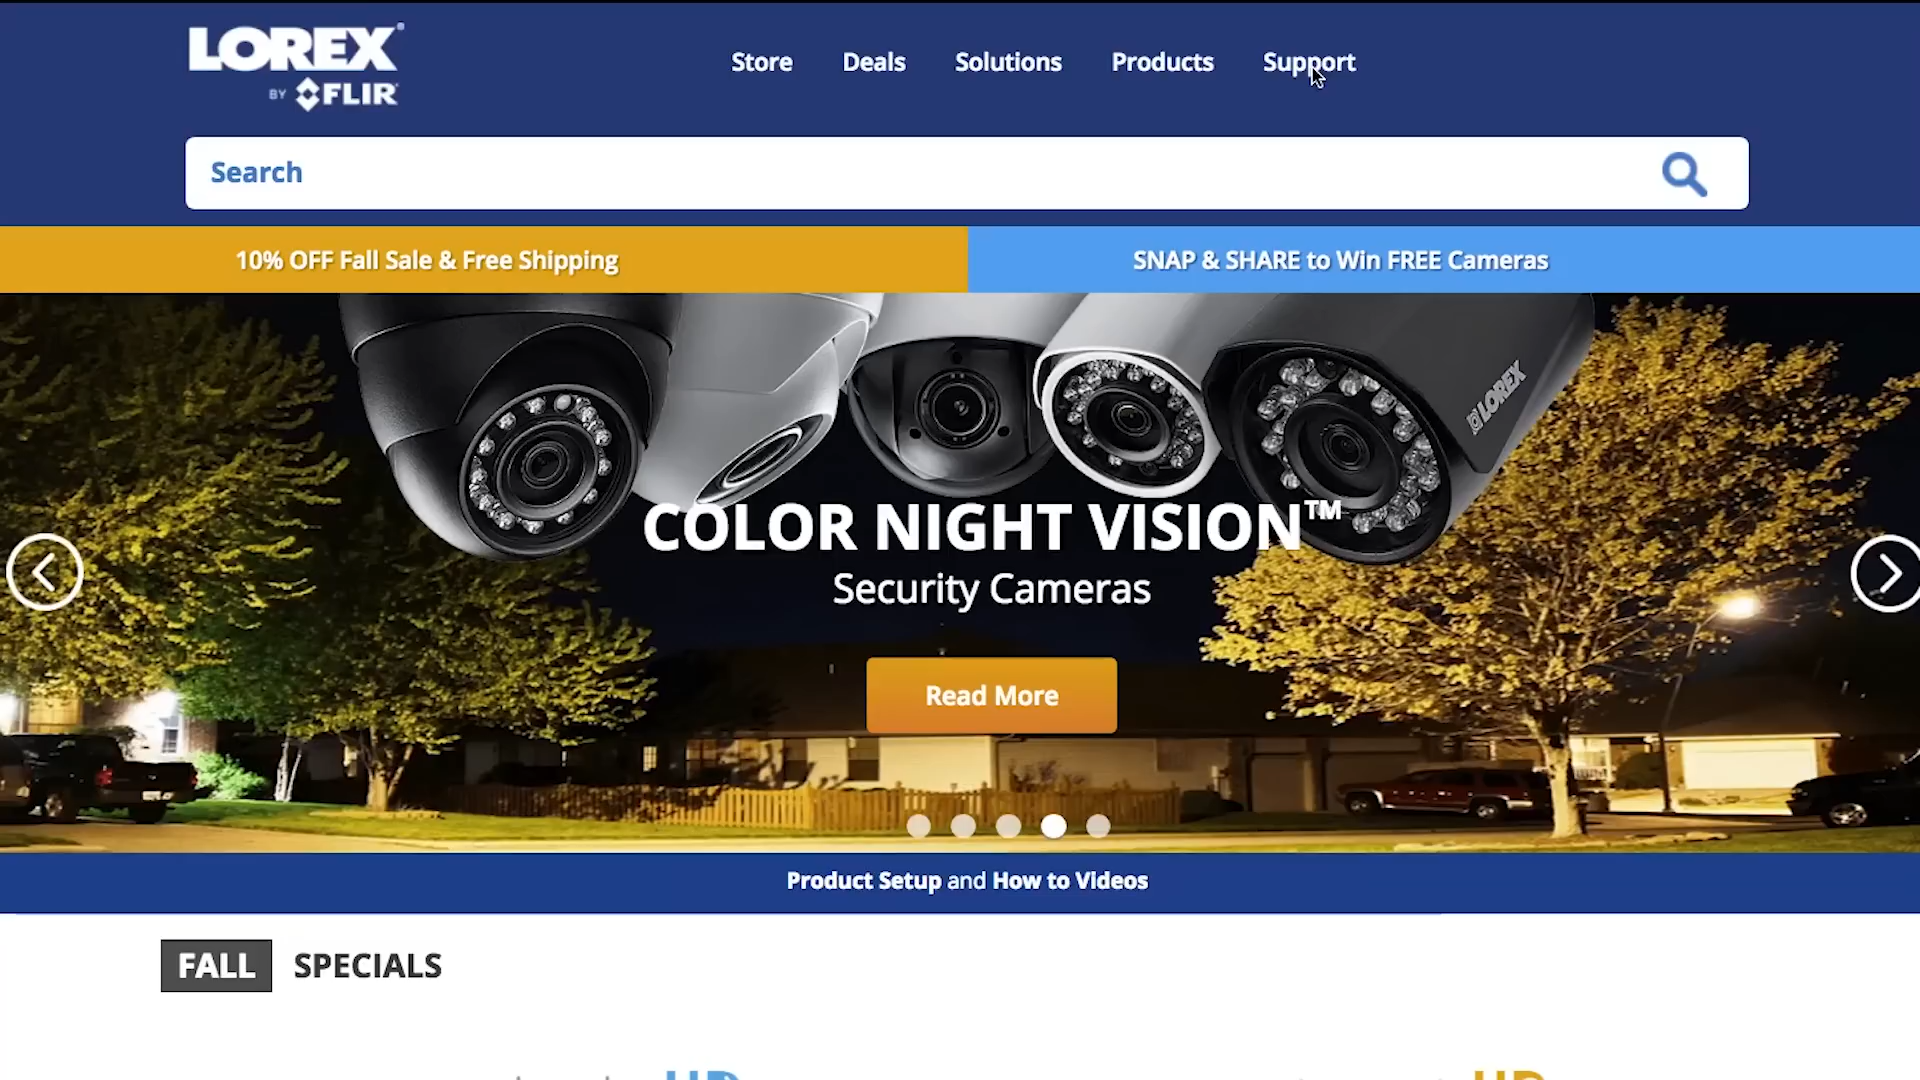 LOREX
BY FLIR
Store Deals Solutions Products Support
Search
10% OFF Fall Sale & Free Shipping
SNAP & SHARE to Win FREE Cameras
LOREX
COLOR NIGHT VISION™
Security Cameras
Read More
Product Setup and How to Videos
FALL SPECIALS